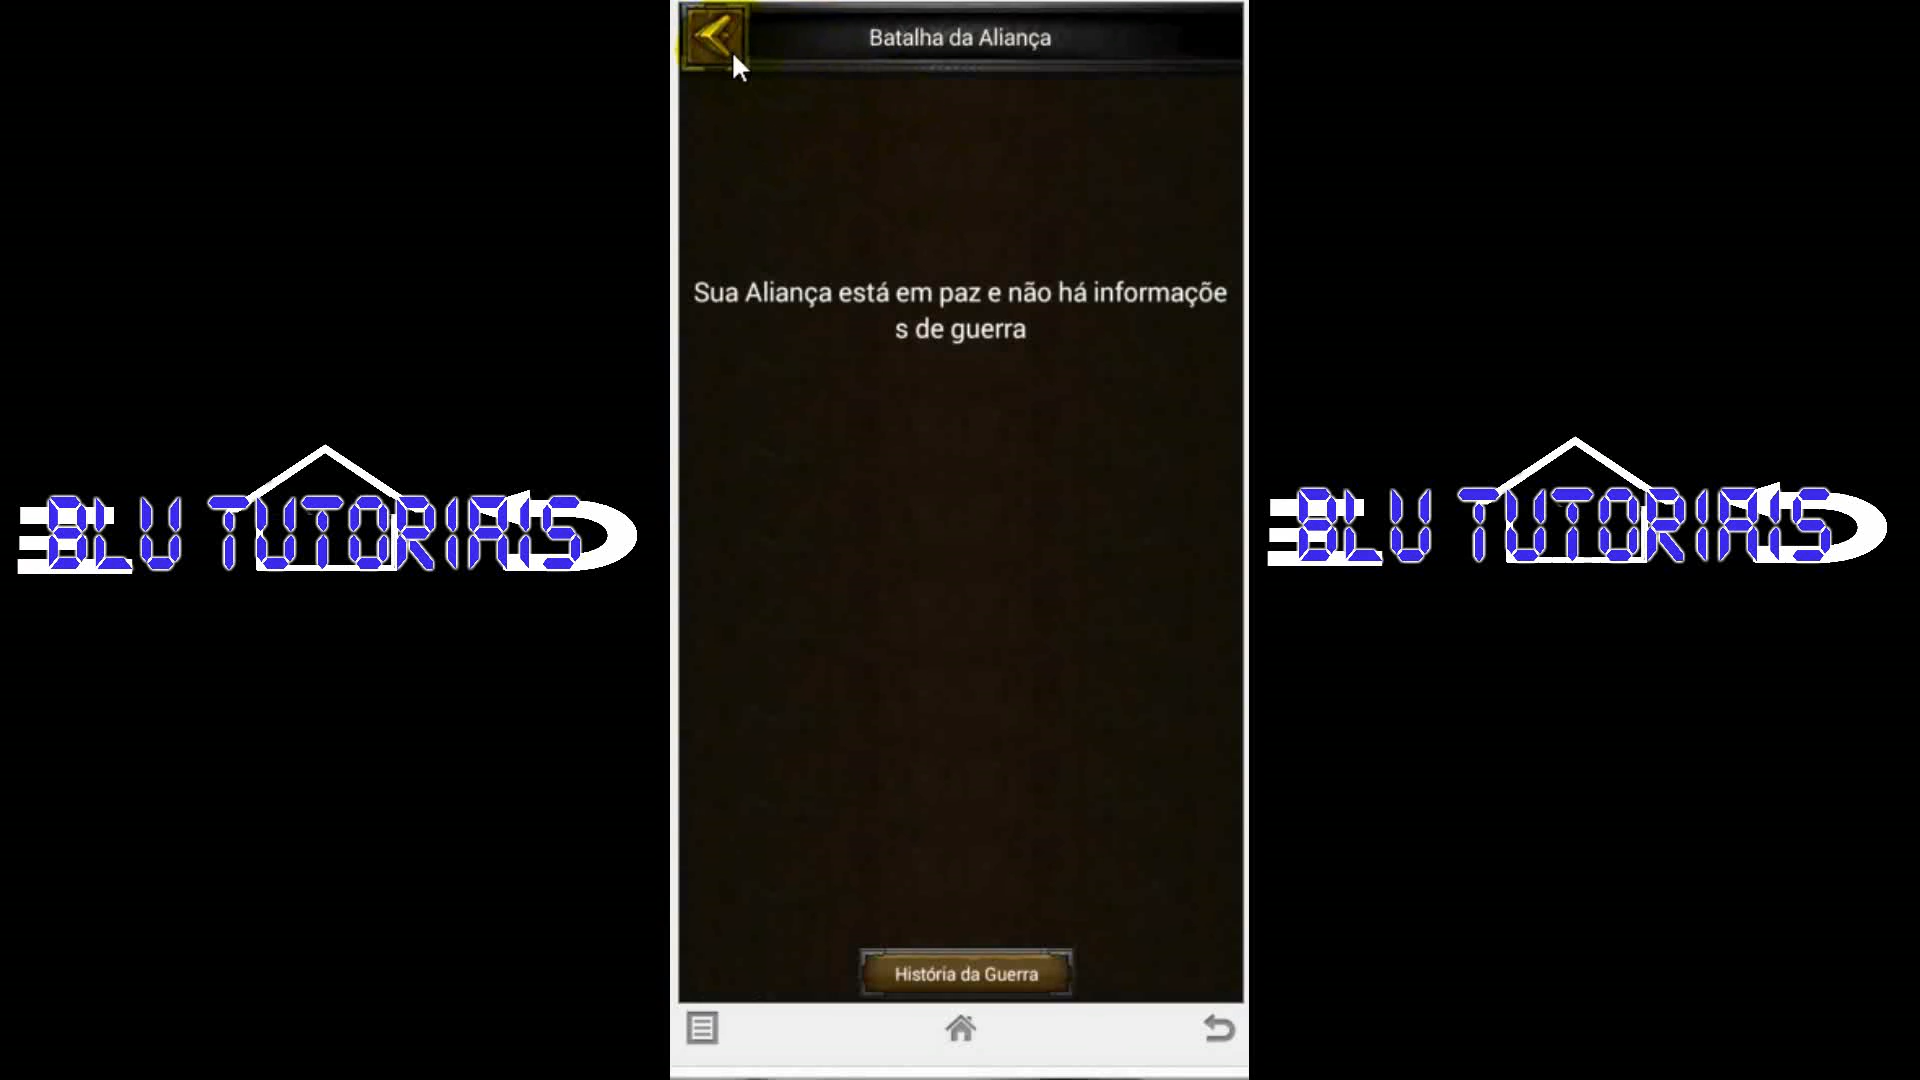 Batalha da Aliança
Sua Aliança está em paz e não há informaçõe
s de guerra
BLU TUTORIAIS
BLU TUTORIAIS
História da Guerra